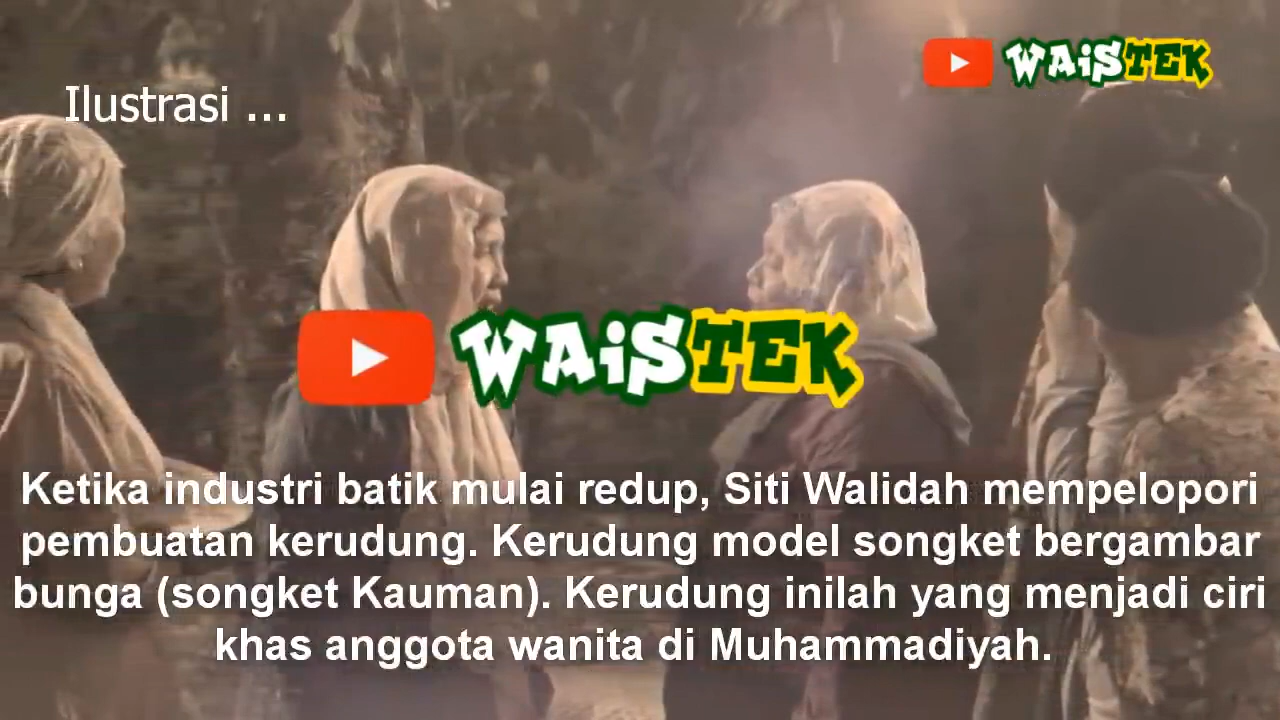 WAISTEK
Ilustrasi ...
WAISTEK
Ketika industri batik mulai redup, Siti Walidah mempelopori
pembuatan kerudung. Kerudung model songket bergambar
bunga (songket Kauman). Kerudung inilah yang menjadi ciri
khas anggota wanita di Muhammadiyah.